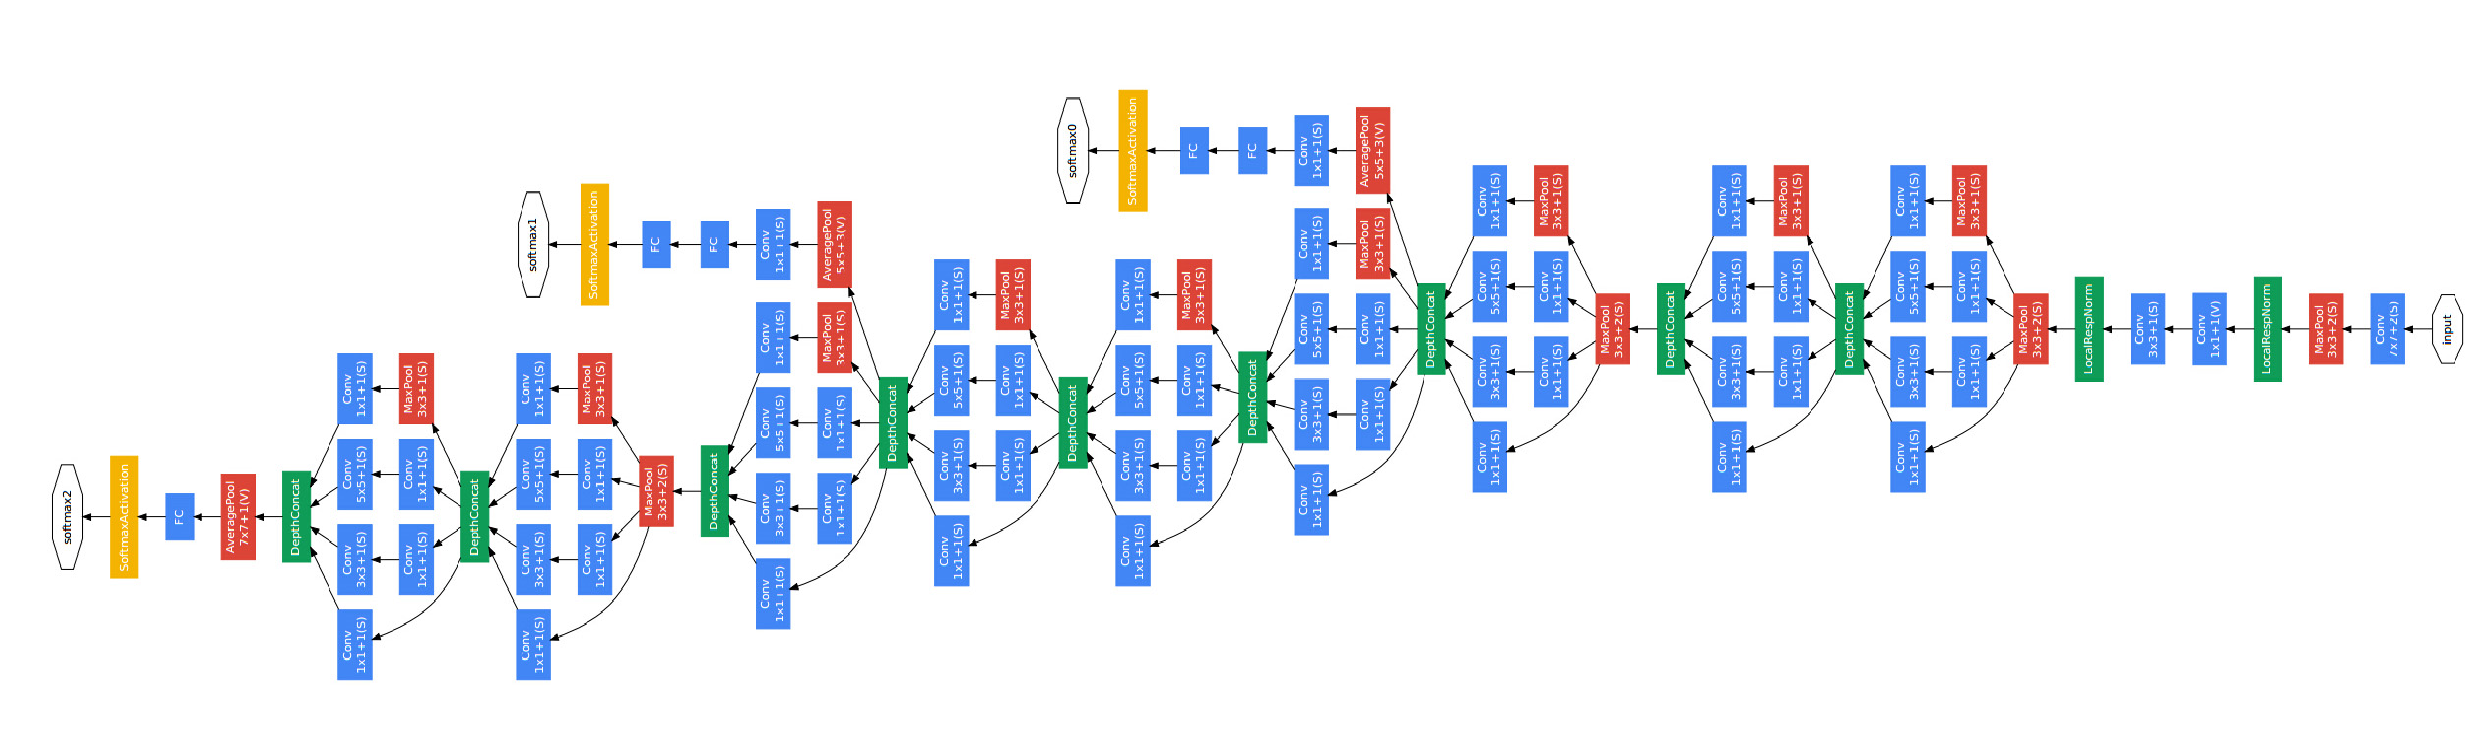 softmax2
SoftmaxActivation
FC
AveragePool
7x7+1(V)
DepthConcat
Conv
1x1+1(S)
Conv
3x3+1(S)
Conv
5x5+1(S)
Conv
1x1+1(S)
Conv
1x1+1(S)
Conv
1x1+1(S)
MaxPool
3x3+1(S)
DepthConcat
Conv
1x1+1(S)
Conv
3x3+1(S)
Conv
5x5+1(S)
Conv
1x1+1(S)
softmax1
Conv
1x1+1(S)
Conv
1x1+1(S)
MaxPool
3x3+1(S)
SoftmaxActivation
MaxPool
3x3+2(S)
FC
DepthConcat
FC
Conv
1x1+1(S)
Conv
3x3+1(S)
Conv
5x5+1(S)
Conv
1x1+1(S)
Conv
1x1+1(S)
Conv
1x1+1(S)
Conv
1x1+1(S)
MaxPool
3x3+1(S)
AveragePool
5x5+3(V)
DepthConcat
Conv
1x1+1(S)
Conv
3x3+1(S)
Conv
5x5+1(S)
Conv
1x1+1(S)
Conv
1x1+1(S)
Conv
1x1+1(S)
MaxPool
3x3+1(S)
DepthConcat
softmax0
Conv
1x1+1(S)
Conv
3x3+1(S)
Conv
5x5+1(S)
Conv
1x1+1(S)
SoftmaxActivation
Conv
1x1+1(S)
Conv
1x1+1(S)
MaxPool
3x3+1(S)
FC
DepthConcat
FC
Conv
1x1+1(S)
Conv
3x3+1(S)
Conv
5x5+1(S)
Conv
1x1+1(S)
Conv
1x1+1(S)
Conv
1x1+1(S)
Conv
1x1+1(S)
MaxPool
3x3+1(S)
AveragePool
5x5+3(V)
DepthConcat
Conv
1x1+1(S)
Conv
3x3+1(S)
Conv
5x5+1(S)
Conv
1x1+1(S)
Conv
1x1+1(S)
Conv
1x1+1(S)
MaxPool
3x3+1(S)
MaxPool
3x3+2(S)
DepthConcat
Conv
1x1+1(S)
Conv
3x3+1(S)
Conv
5x5+1(S)
Conv
1x1+1(S)
Conv
1x1+1(S)
Conv
1x1+1(S)
MaxPool
3x3+1(S)
DepthConcat
Conv
1x1+1(S)
Conv
3x3+1(S)
Conv
5x5+1(S)
Conv
1x1+1(S)
Conv
1x1+1(S)
Conv
1x1+1(S)
MaxPool
3x3+1(S)
MaxPool
3x3+2(S)
LocalRespNorm
Conv
3x3+1(S)
Conv
1x1+1(V)
LocalRespNorm
MaxPool
3x3+2(S)
Conv
7x7+2(S)
input